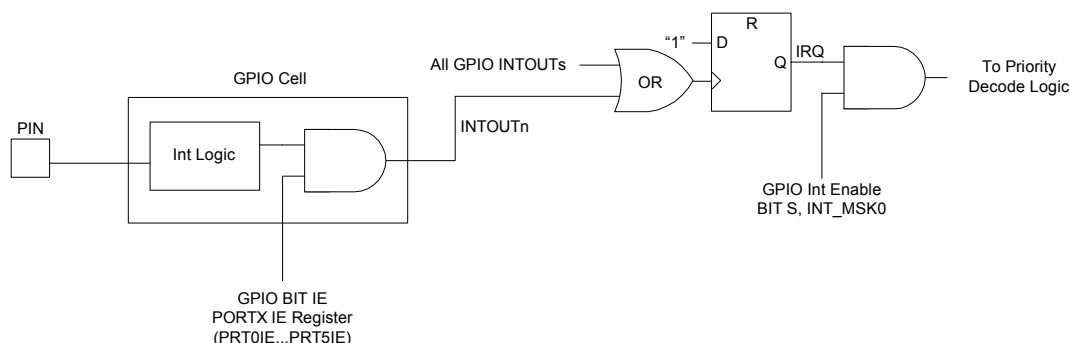 R
“1”
D
Q
IRQ
All GPIO INTOUTs
OR
To Priority
Decode Logic
GPIO Cell
INTOUTn
PIN
Int Logic
GPIO Int Enable
BIT S, INT_MSK0
GPIO BIT IE
PORTX IE Register
(PRT0IE...PRT5IE)